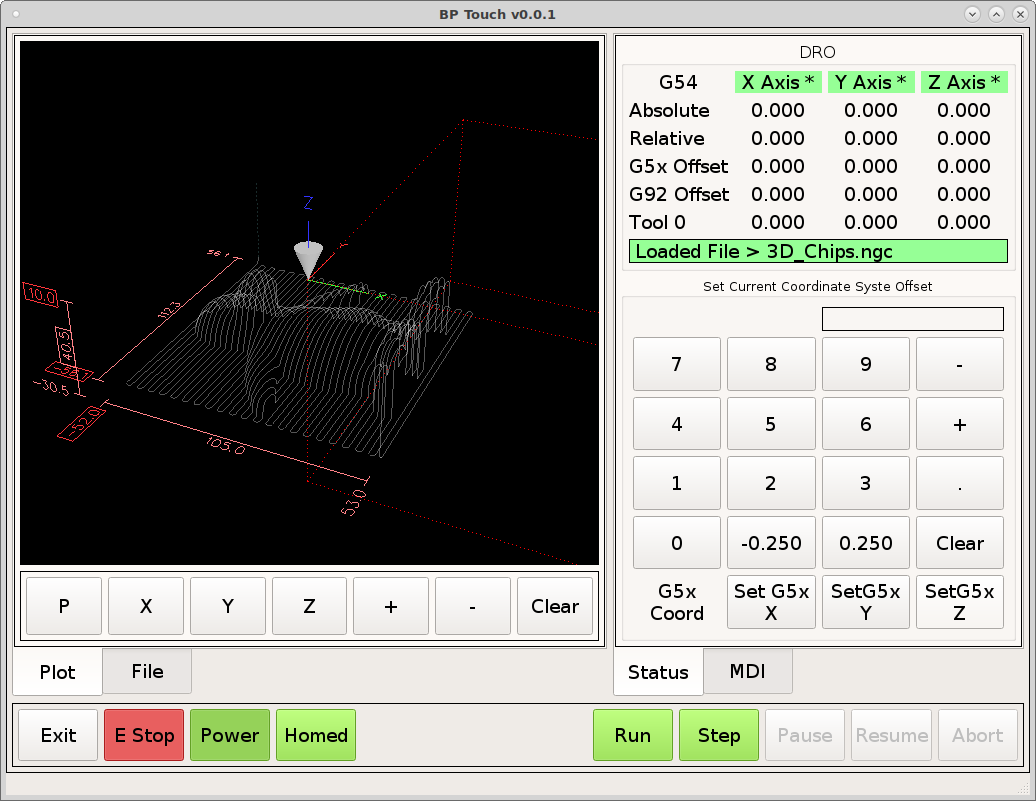 BP Touch v0.0.1
Z
Y
X
56.1
112.3
10.0
40.5
-30.5
-52.0
105.0
53.0
P X Y Z + - Clear
Plot File
DRO
G54 X Axis * Y Axis * Z Axis *
Absolute 0.000 0.000 0.000
Relative 0.000 0.000 0.000
G5x Offset 0.000 0.000 0.000
G92 Offset 0.000 0.000 0.000
Tool 0 0.000 0.000 0.000
Loaded File > 3D_Chips.ngc
Set Current Coordinate Syste Offset
7 8 9 -
4 5 6 +
1 2 3 .
0 -0.250 0.250 Clear
G5x Coord Set G5x X SetG5x Y SetG5x Z
Status MDI
Exit E Stop Power Homed Run Step Pause Resume Abort